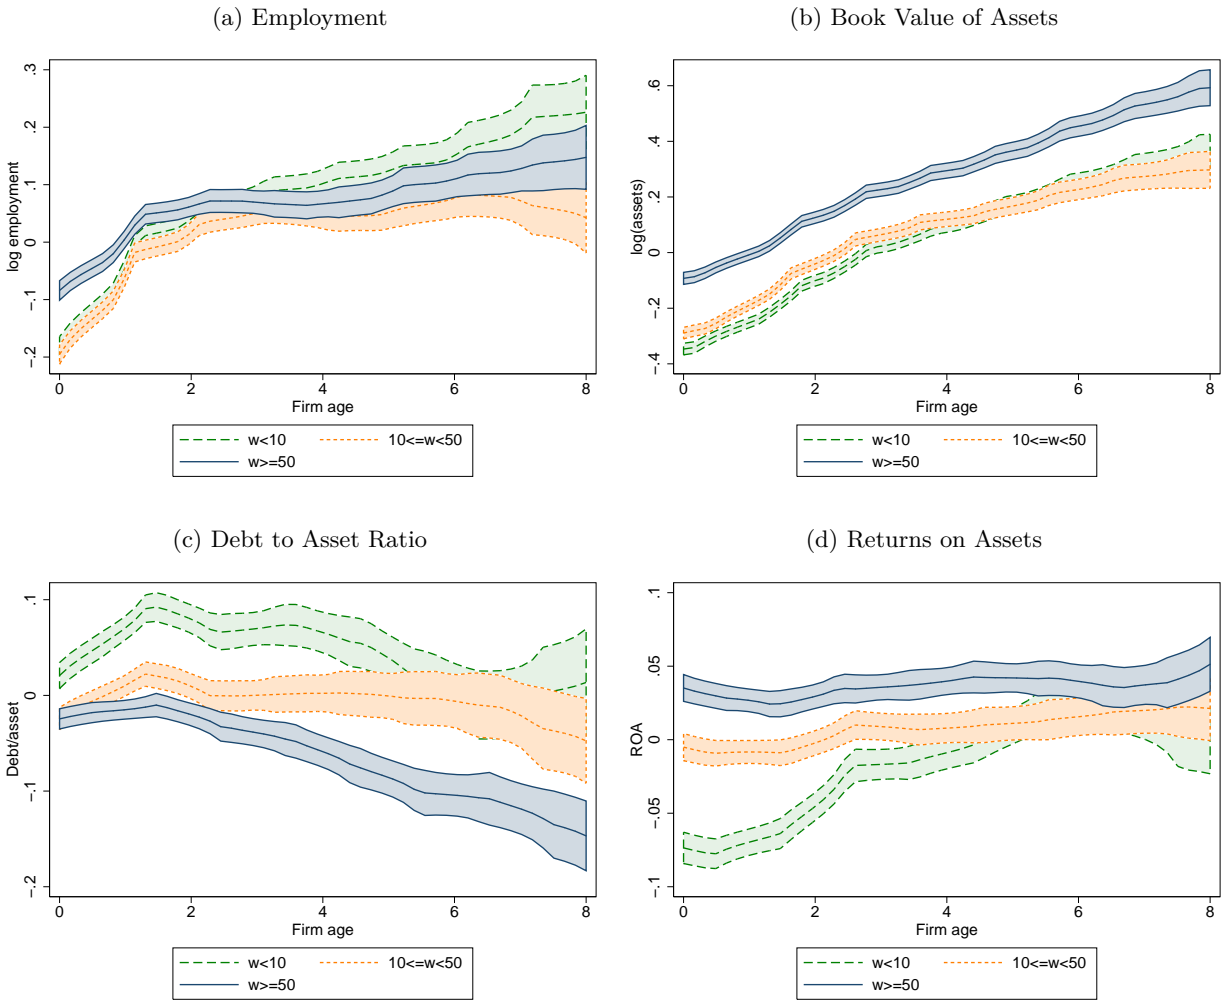 (a) Employment
(b) Book Value of Assets
log employment
-.2
-.1
0
.1
.2
.3
0 2 4 6 8
Firm age
w<10 10<=w<50
w>=50
log(assets)
-.4
-.2
0
.2
.4
.6
0 2 4 6 8
Firm age
w<10 10<=w<50
w>=50
(c) Debt to Asset Ratio
(d) Returns on Assets
Debt/asset
-.2
-.1
0
.1
0 2 4 6 8
Firm age
w<10 10<=w<50
w>=50
ROA
-.1
-.05
0
.05
.1
0 2 4 6 8
Firm age
w<10 10<=w<50
w>=50